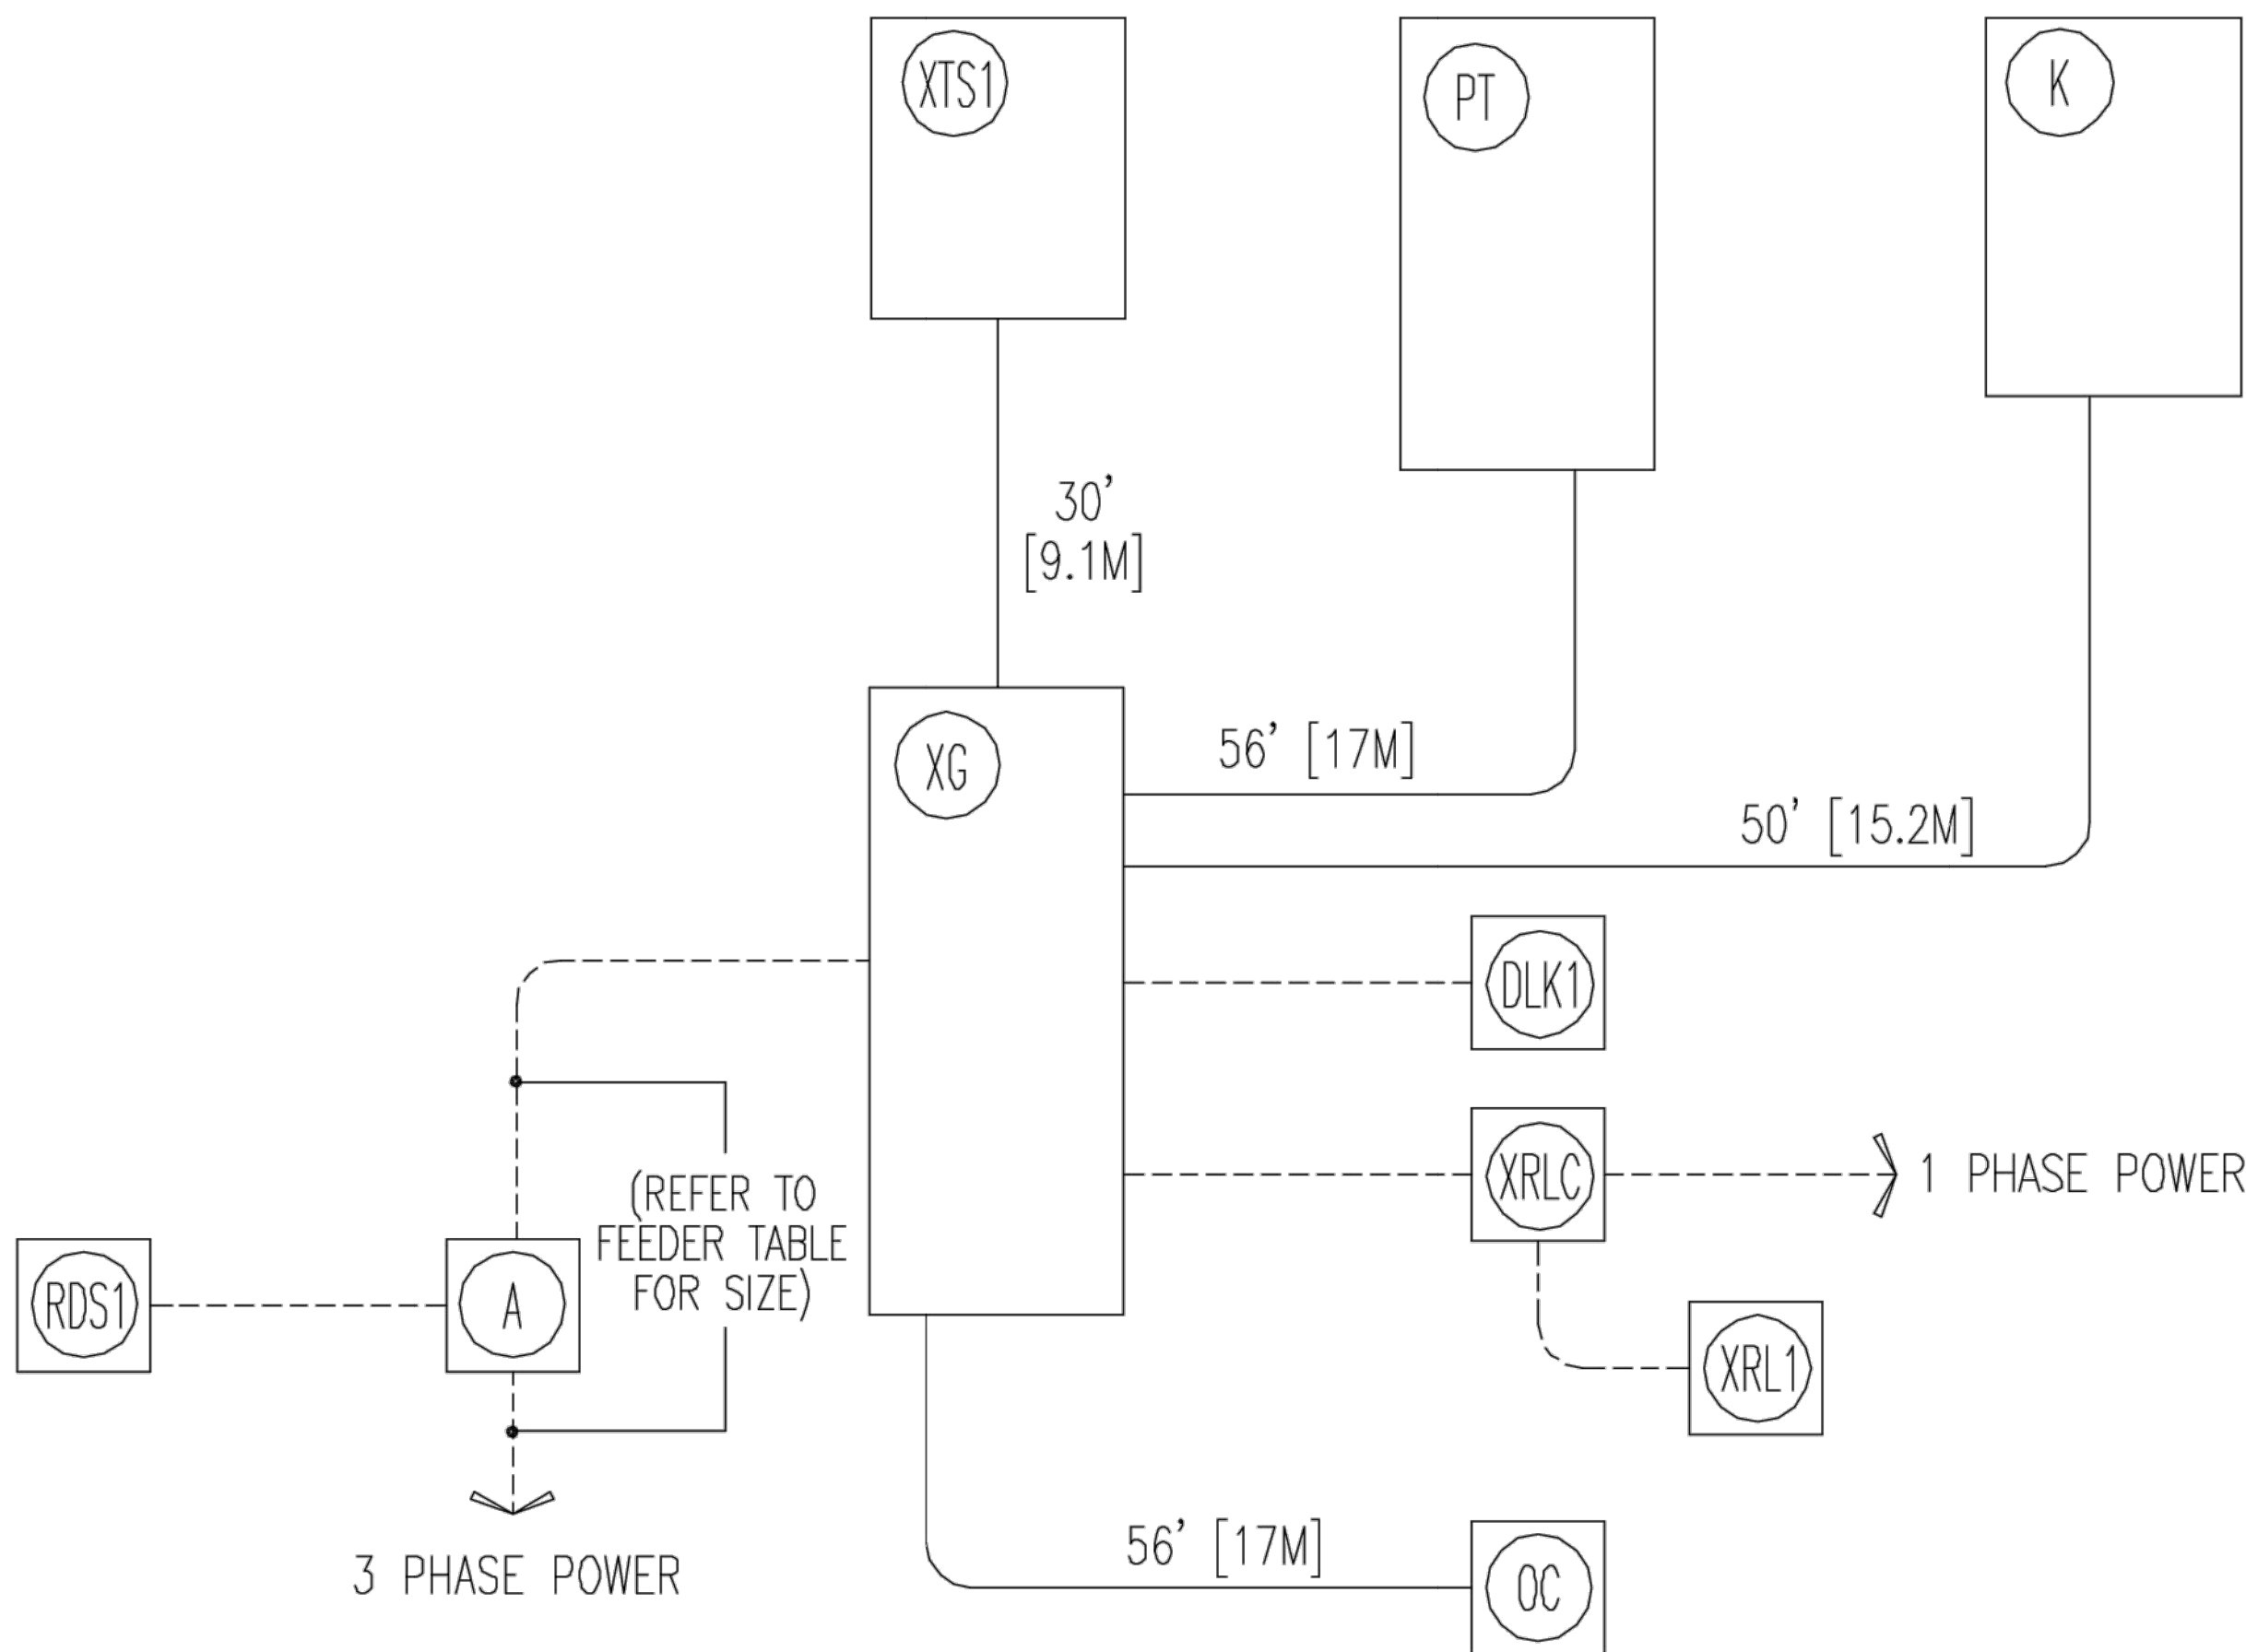 XTS1
PT
K
30’
[9.1M]
XG
56’ [17M]
50’ [15.2M]
DLK1
XRLC
1 PHASE POWER
(REFER TO
FEEDER TABLE
FOR SIZE)
RDS1
A
XRL1
3 PHASE POWER
56’ [17M]
OC